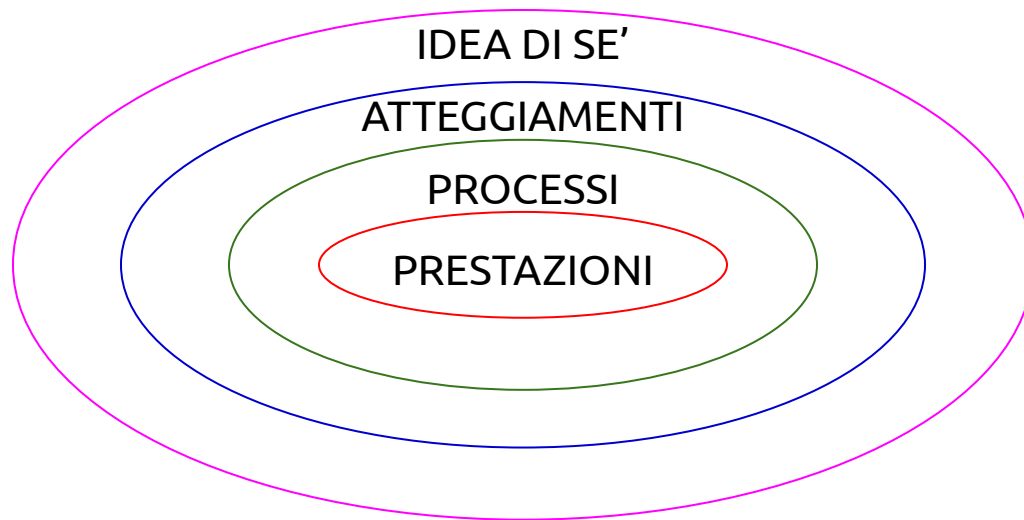 IDEA DI SE’
ATTEGGIAMENTI
PROCESSI
PRESTAZIONI